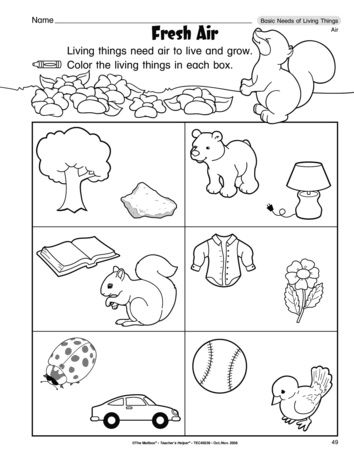 Name
Basic Needs of Living Things
Air
Fresh Air
Living things need air to live and grow.
Color the living things in each box.
©The Mailbox® • Teacher's Helper® • TEC49239 • Oct./Nov. 2008
49